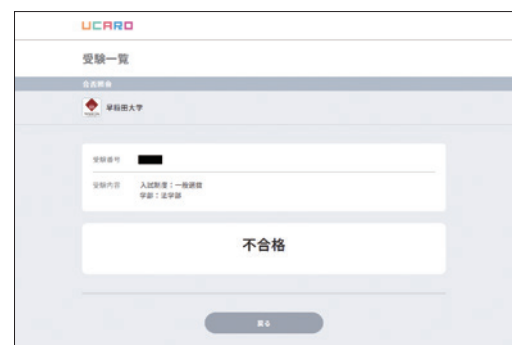 UCARO
受験一覧
合否照会
早稲田大学
受験番号
受験内容
入試制度：一般選抜
学部：法学部
不合格
戻る